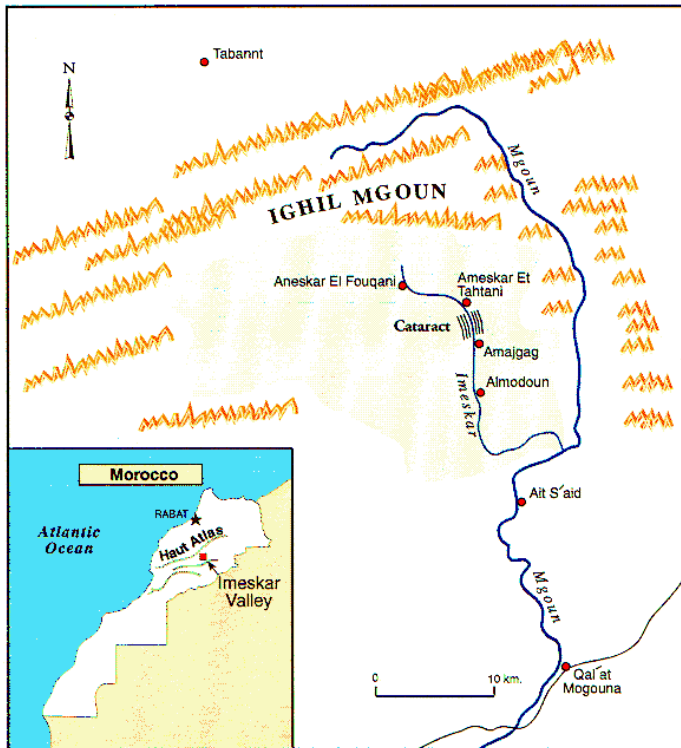 Tabannt
N
Mgoun
IGHIL MGOUN
Aneskar El Fouqani
Ameskar Et
Tahtani
Cataract
Amajgag
Almodoun
Imeskar
Ait S'aid
Mgoun
0
10 km.
Qal'at
Mogouna
Morocco
RABAT
Atlantic
Ocean
Haut Atlas
Imeskar
Valley